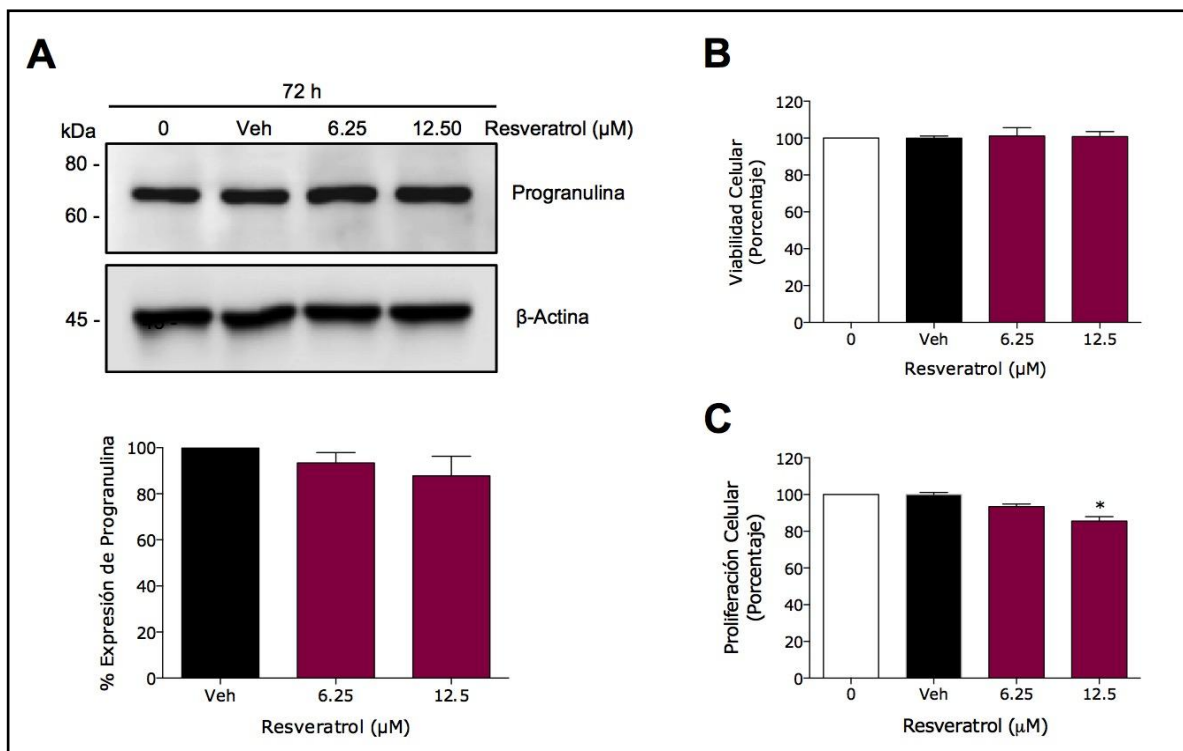 A
72 h
kDa 0 Veh 6.25 12.50 Resveratrol (µM)
80 -
Progranulina
60 -
45 - β-Actina
% Expresión de Progranulina
100
80
60
40
20
0
Veh 6.25 12.5
Resveratrol (µM)
B
Viabilidad Celular
(Porcentaje)
120
100
80
60
40
20
0
0 Veh 6.25 12.5
Resveratrol (µM)
C
Proliferación Celular
(Porcentaje)
120
100
80
60
40
20
0
*
0 Veh 6.25 12.5
Resveratrol (µM)